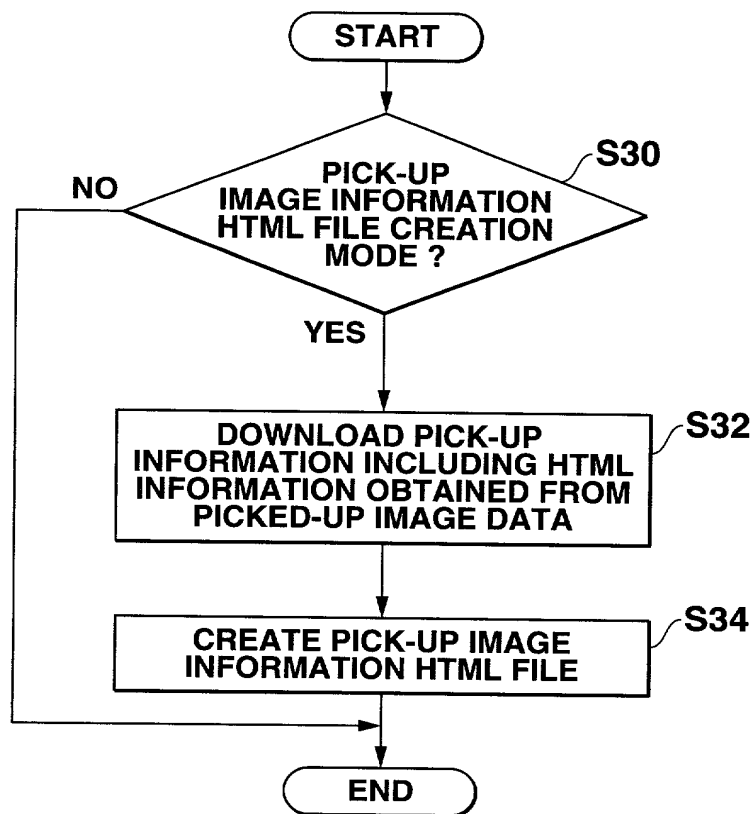 START
S30
PICK-UP
IMAGE INFORMATION
HTML FILE CREATION
MODE ?
NO
YES
S32
DOWNLOAD PICK-UP
INFORMATION INCLUDING HTML
INFORMATION OBTAINED FROM
PICKED-UP IMAGE DATA
S34
CREATE PICK-UP IMAGE
INFORMATION HTML FILE
END